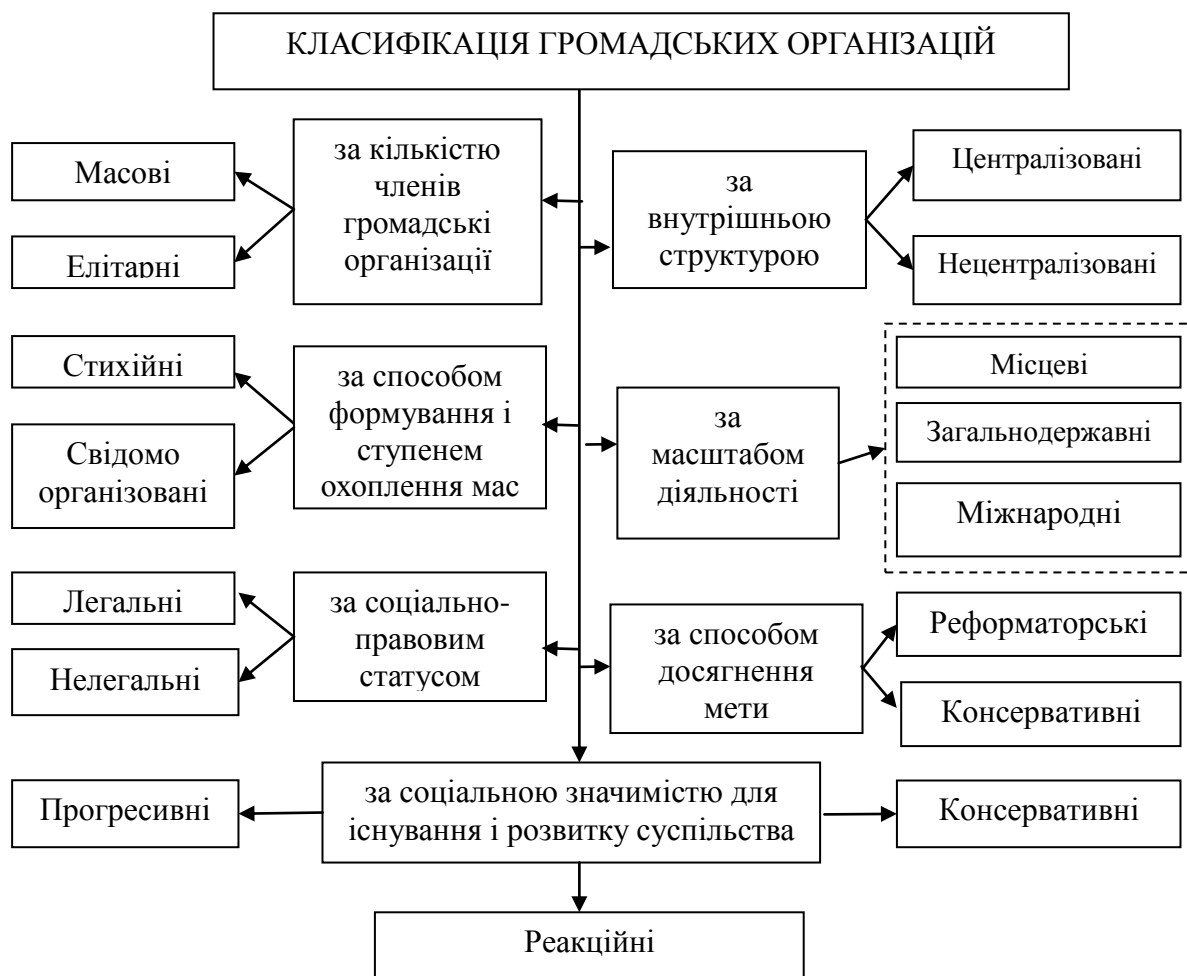 КЛАСИФІКАЦІЯ ГРОМАДСЬКИХ ОРГАНІЗАЦІЙ
Масові
Елітарні
за кількістю
членів
громадські
організації
за
внутрішньою
структурою
Централізовані
Нецентралізовані
Стихійні
Свідомо
організовані
за способом
формування і
ступенем
охоплення мас
за
масштабом
діяльності
Місцеві
Загальнодержавні
Міжнародні
Легальні
Нелегальні
за соціально-
правовим
статусом
за способом
досягнення
мети
Реформаторські
Консервативні
Прогресивні
за соціальною значимістю для
існування і розвитку суспільства
Консервативні
Реакційні